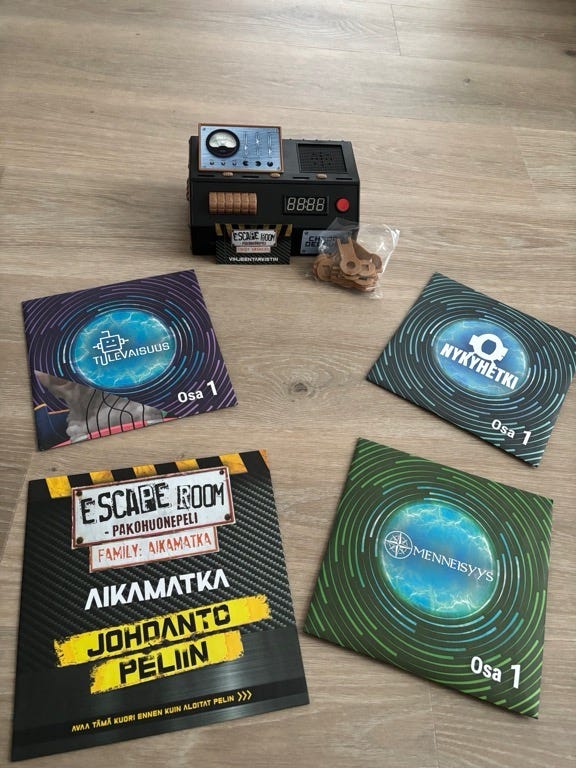 ESCAPE ROOM
VIHJEENTARKISTIN
TULEVAISUUS
Osa 1
NYKYHETKI
Osa 1
ESCAPE ROOM
- PAKOHUONEPELI -
FAMILY: AIKAMATKA
AIKAMATKA
JOHDANTO
PELIIN
AVAA TÄMÄ KUORI ENNEN KUIN ALOITAT PELIN >>>
MENNEISYYS
Osa 1